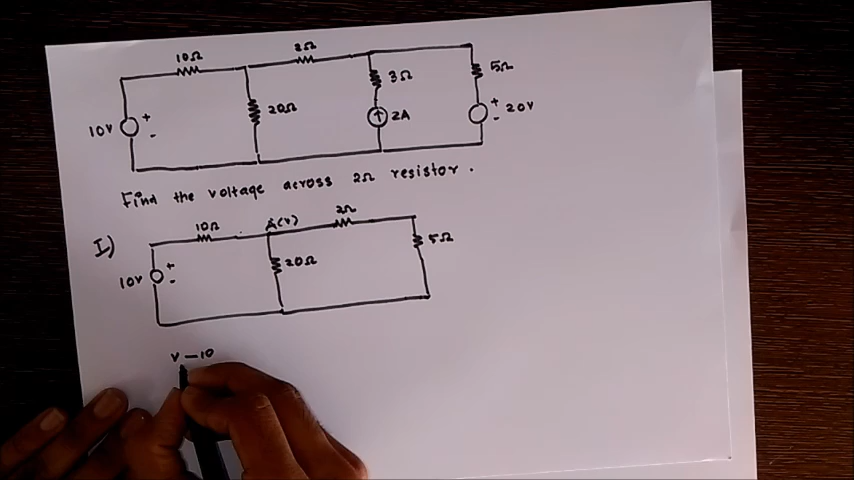 10Ω 2Ω
3Ω 5Ω
20Ω
10V + - 2A + - 20V
Find the voltage across 2Ω resistor.
I) 10Ω A(V) 2Ω
20Ω 5Ω
10V + -
V - 10